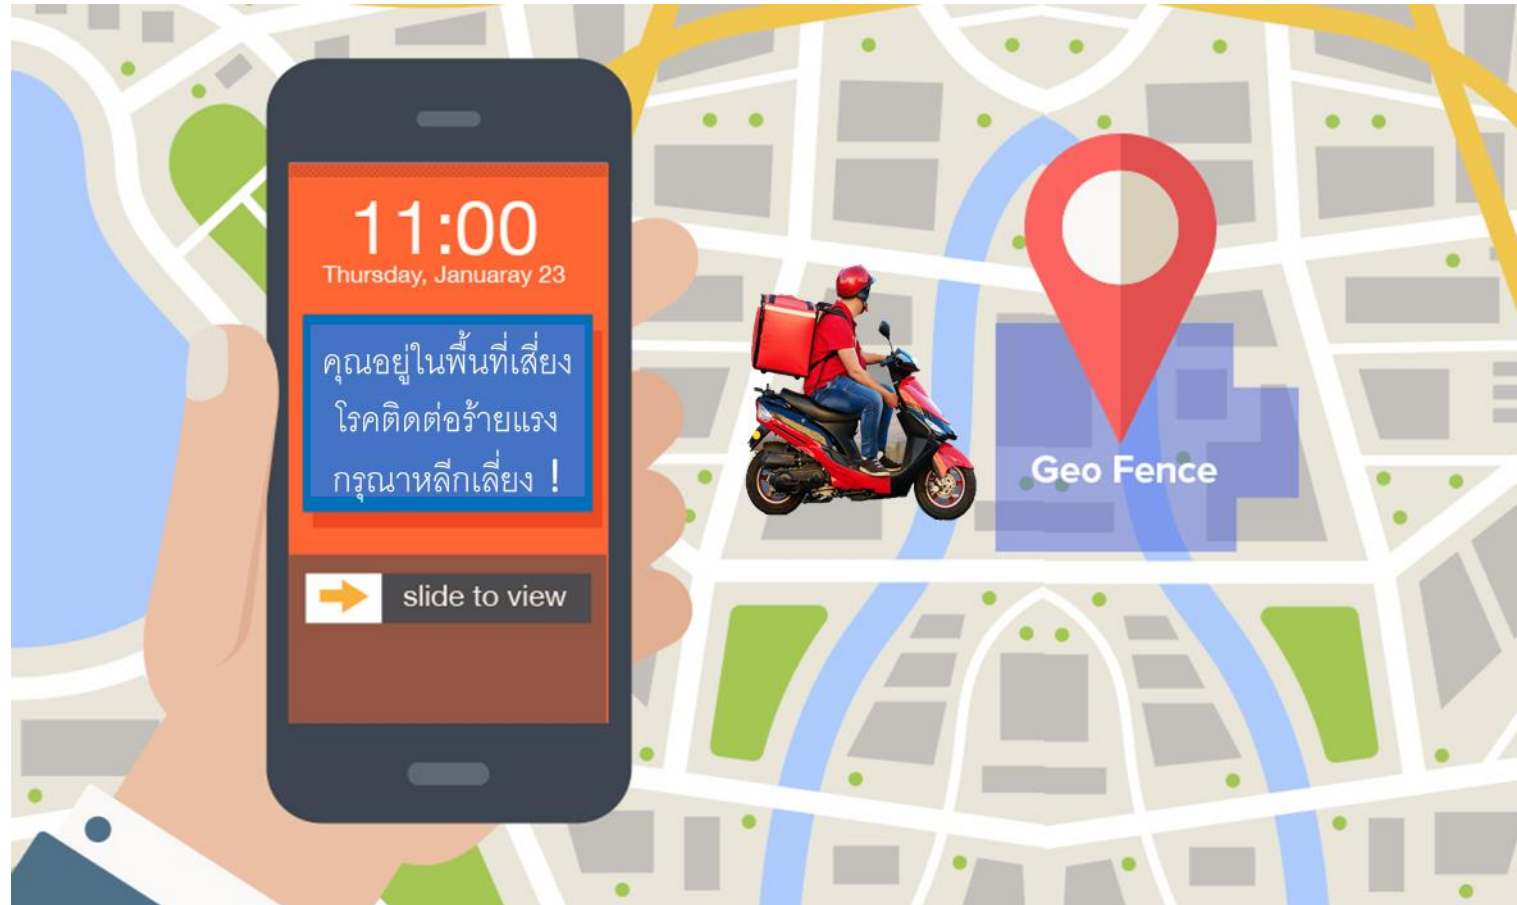 11:00
Thursday, Januaray 23
คุณอยู่ในพื้นที่เสี่ยง
โรคติดต่อร้ายแรง
กรุณาหลีกเลี่ยง !
slide to view
Geo Fence